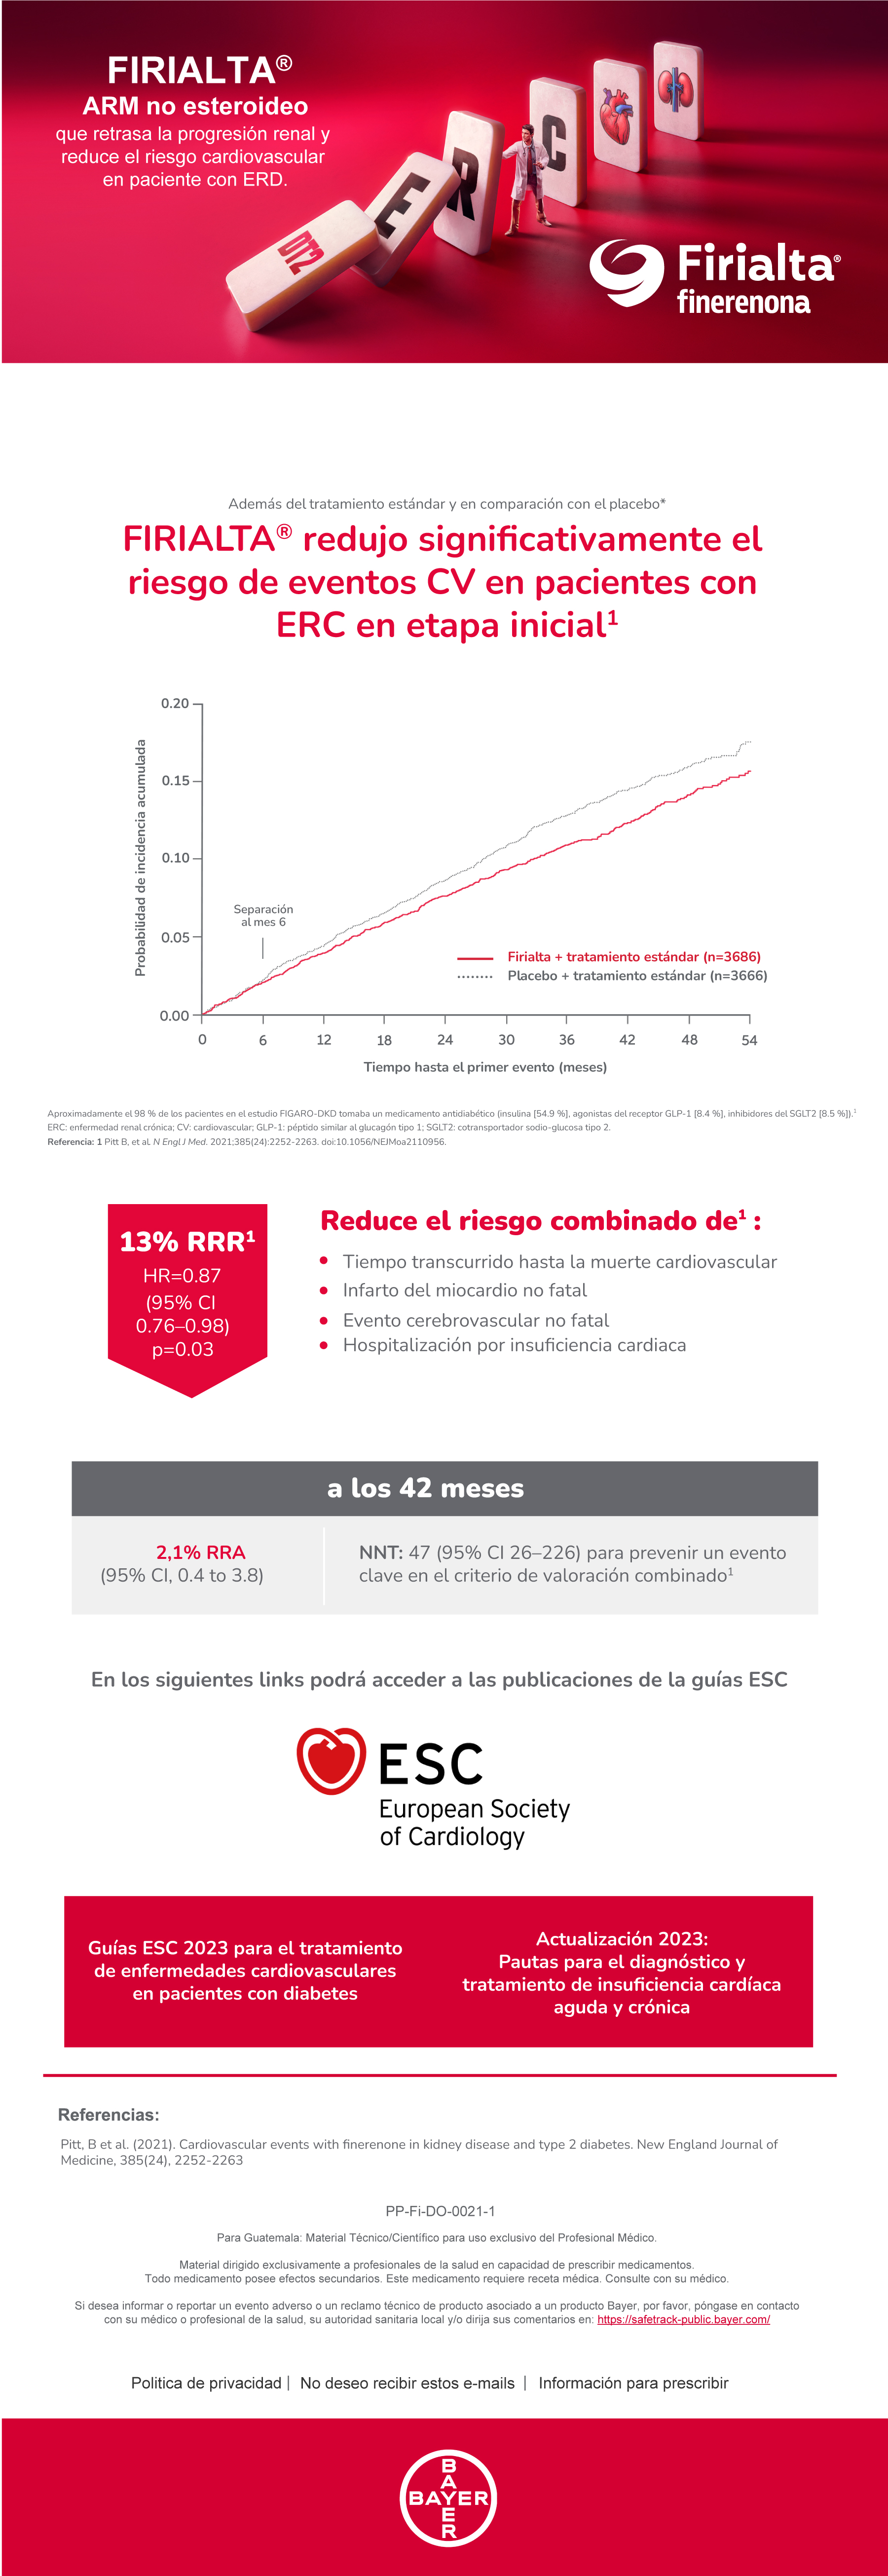 FIRIALTA®
ARM no esteroideo
que retrasa la progresión renal y
reduce el riesgo cardiovascular
en paciente con ERD.
DT2
E
R
C
Firialta®
finerenona
Además del tratamiento estándar y en comparación con el placebo*
FIRIALTA® redujo significativamente el
riesgo de eventos CV en pacientes con
ERC en etapa inicial¹
Probabilidad de incidencia acumulada
0.20
0.15
0.10
0.05
0.00
Separación
al mes 6
Firialta + tratamiento estándar (n=3686)
Placebo + tratamiento estándar (n=3666)
0 6 12 18 24 30 36 42 48 54
Tiempo hasta el primer evento (meses)
Aproximadamente el 98 % de los pacientes en el estudio FIGARO-DKD tomaba un medicamento antidiabético (insulina [54.9 %], agonistas del receptor GLP-1 [8.4 %], inhibidores del SGLT2 [8.5 %]).¹
ERC: enfermedad renal crónica; CV: cardiovascular; GLP-1: péptido similar al glucagón tipo 1; SGLT2: cotransportador sodio-glucosa tipo 2.
Referencia: 1 Pitt B, et al. N Engl J Med. 2021;385(24):2252-2263. doi:10.1056/NEJMoa2110956.
13% RRR¹
HR=0.87
(95% CI
0.76–0.98)
p=0.03
Reduce el riesgo combinado de¹ :
• Tiempo transcurrido hasta la muerte cardiovascular
• Infarto del miocardio no fatal
• Evento cerebrovascular no fatal
• Hospitalización por insuficiencia cardiaca
a los 42 meses
2,1% RRA
(95% CI, 0.4 to 3.8)
NNT: 47 (95% CI 26–226) para prevenir un evento
clave en el criterio de valoración combinado¹
En los siguientes links podrá acceder a las publicaciones de la guías ESC
ESC
European Society
of Cardiology
Guías ESC 2023 para el tratamiento
de enfermedades cardiovasculares
en pacientes con diabetes
Actualización 2023:
Pautas para el diagnóstico y
tratamiento de insuficiencia cardíaca
aguda y crónica
Referencias:
Pitt, B et al. (2021). Cardiovascular events with finerenone in kidney disease and type 2 diabetes. New England Journal of
Medicine, 385(24), 2252-2263
PP-Fi-DO-0021-1
Para Guatemala: Material Técnico/Científico para uso exclusivo del Profesional Médico.
Material dirigido exclusivamente a profesionales de la salud en capacidad de prescribir medicamentos.
Todo medicamento posee efectos secundarios. Este medicamento requiere receta médica. Consulte con su médico.
Si desea informar o reportar un evento adverso o un reclamo técnico de producto asociado a un producto Bayer, por favor, póngase en contacto
con su médico o profesional de la salud, su autoridad sanitaria local y/o dirija sus comentarios en: https://safetrack-public.bayer.com/
Politica de privacidad | No deseo recibir estos e-mails | Información para prescribir
BAYER
BAYER